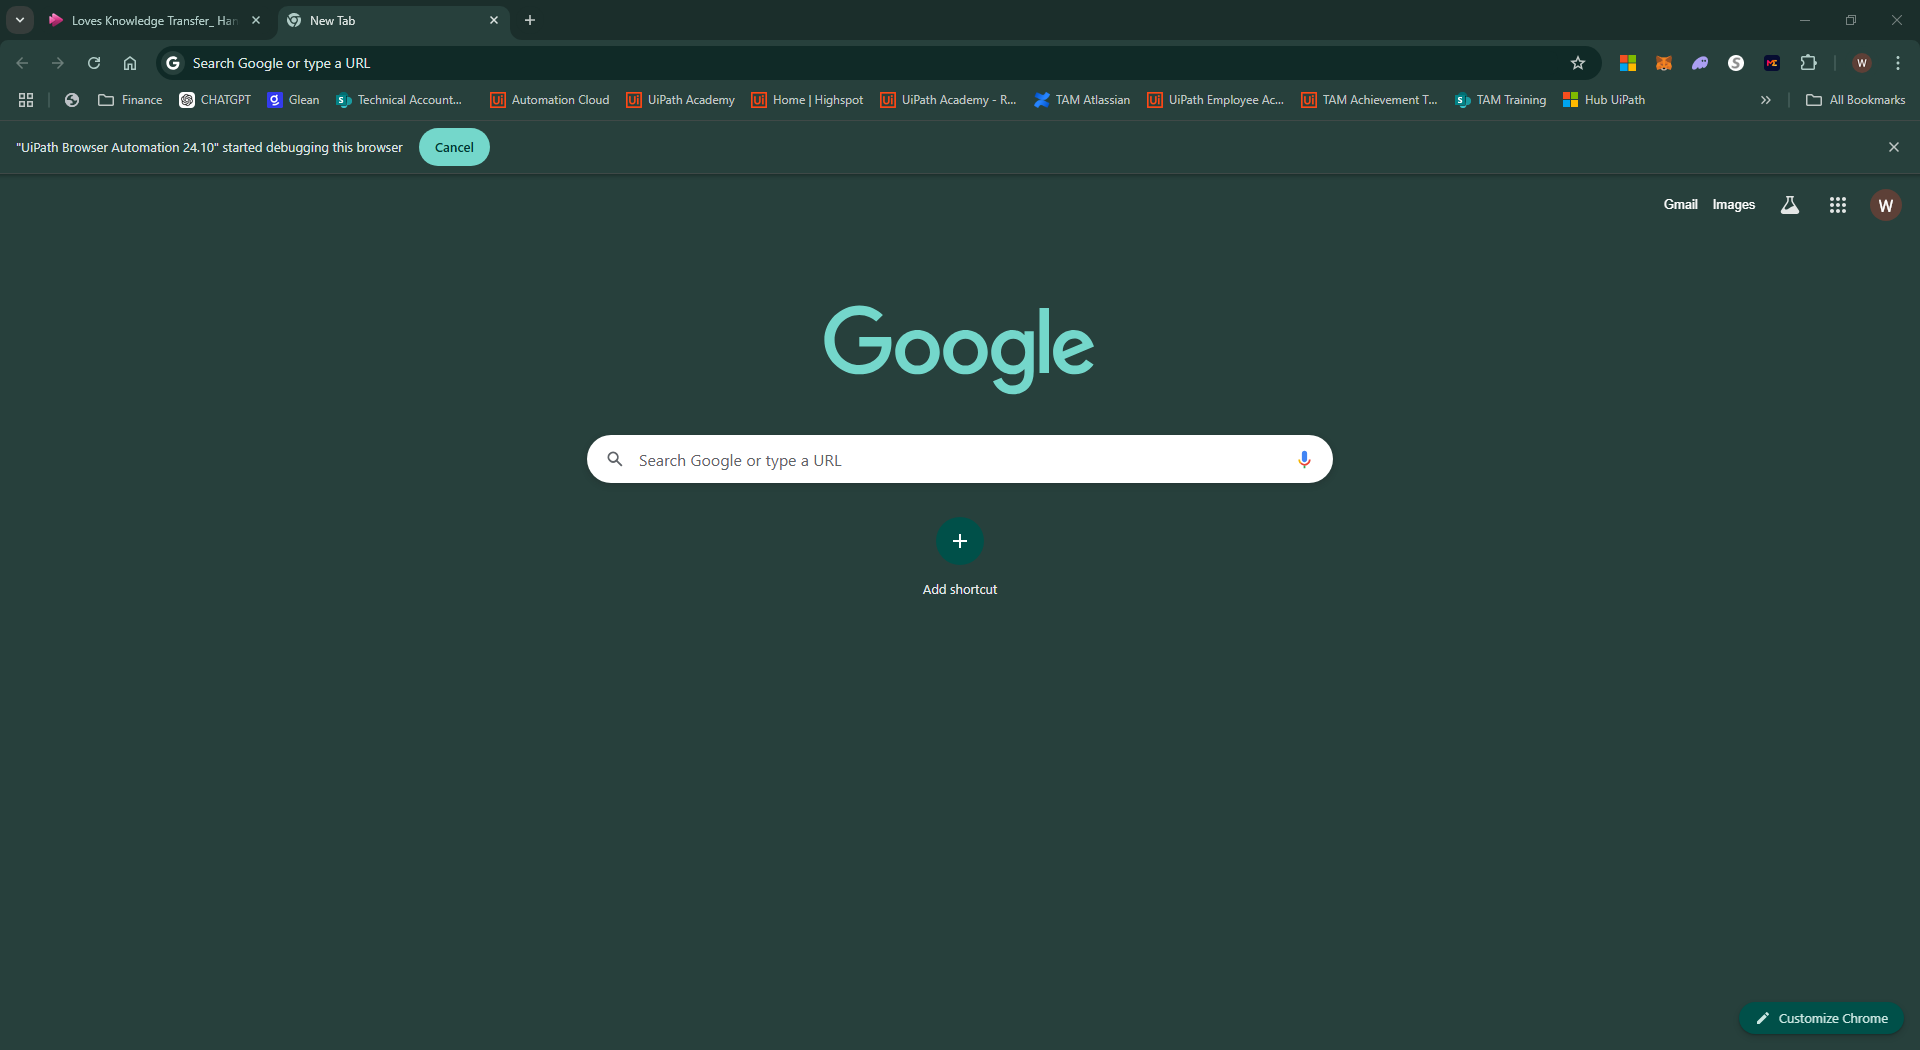 Loves Knowledge Transfer_ Han
New Tab
Search Google or type a URL
W
Finance
CHATGPT
Glean
Technical Account...
Automation Cloud
UiPath Academy
Home | Highspot
UiPath Academy - R...
TAM Atlassian
UiPath Employee Ac...
TAM Achievement T...
TAM Training
Hub UiPath
All Bookmarks
"UiPath Browser Automation 24.10" started debugging this browser
Cancel
Gmail
Images
W
Google
Search Google or type a URL
Add shortcut
Customize Chrome